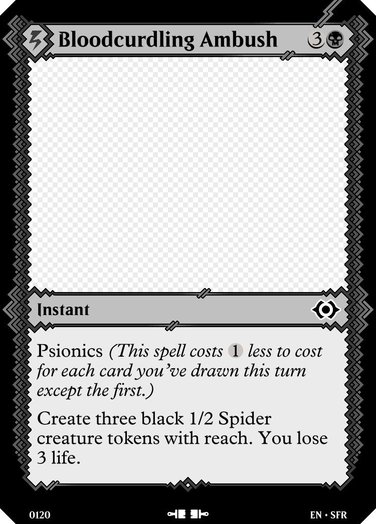 Bloodcurdling Ambush 3
Instant
Psionics (This spell costs 1 less to cost
for each card you've drawn this turn
except the first.)
Create three black 1/2 Spider
creature tokens with reach. You lose
3 life.
0120 EN • SFR